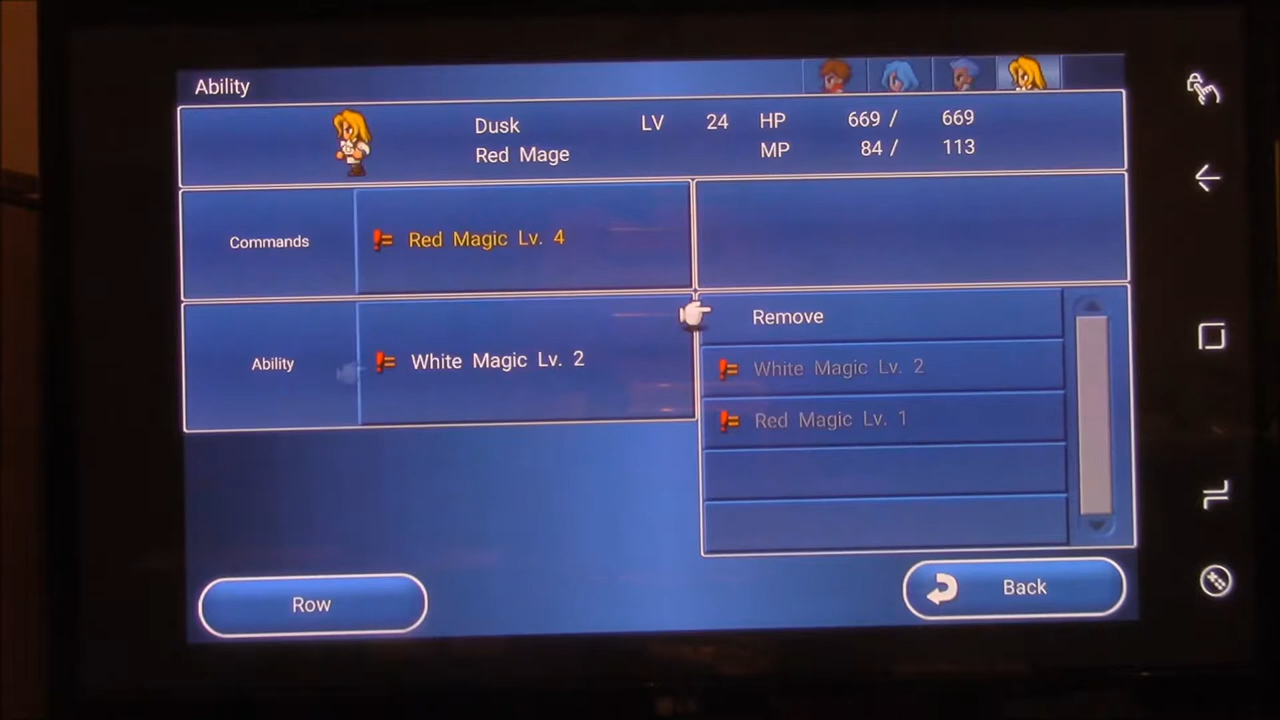 Ability
Dusk LV 24 HP 669 / 669
Red Mage MP 84 / 113
Commands Red Magic Lv. 4
Remove
Ability White Magic Lv. 2
White Magic Lv. 2
Red Magic Lv. 1
Row
Back